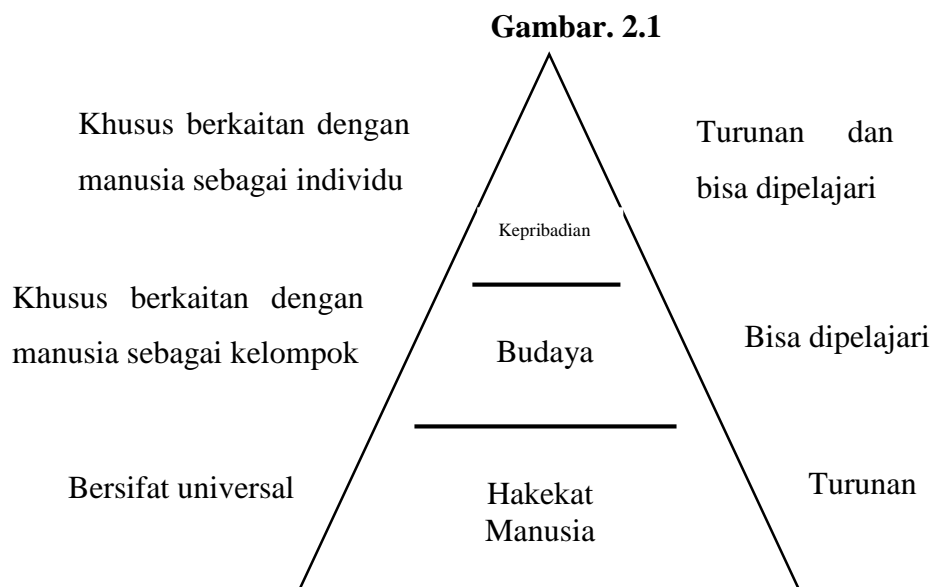 Gambar. 2.1
Khusus berkaitan dengan
manusia sebagai individu
Turunan dan
bisa dipelajari
Kepribadian
Khusus berkaitan dengan
manusia sebagai kelompok
Budaya
Bisa dipelajari
Bersifat universal
Hakekat
Manusia
Turunan